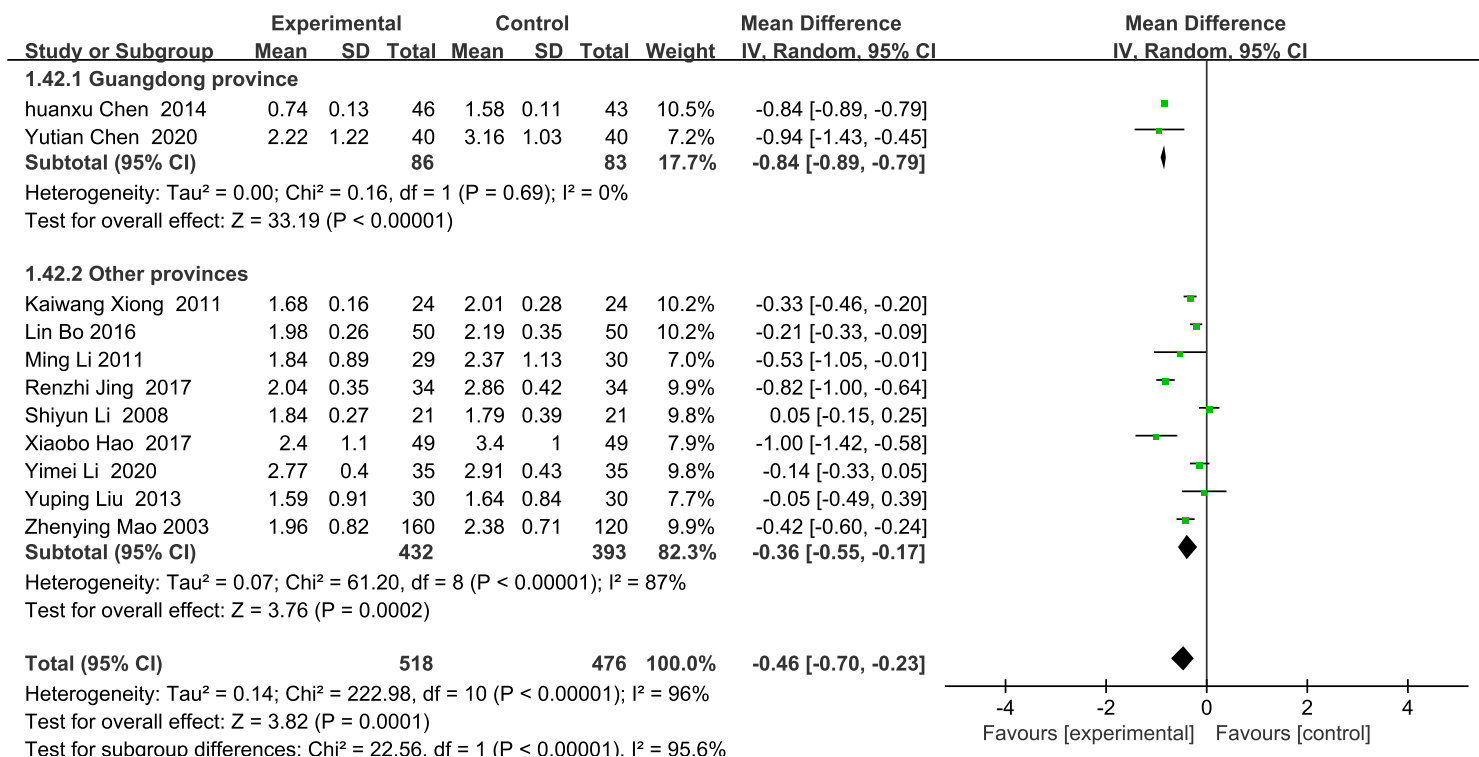 Experimental Control Mean Difference Mean Difference
Study or Subgroup Mean SD Total Mean SD Total Weight IV, Random, 95% CI IV, Random, 95% CI
1.42.1 Guangdong province
huanxu Chen 2014 0.74 0.13 46 1.58 0.11 43 10.5% -0.84 [-0.89, -0.79]
Yutian Chen 2020 2.22 1.22 40 3.16 1.03 40 7.2% -0.94 [-1.43, -0.45]
Subtotal (95% CI) 86 83 17.7% -0.84 [-0.89, -0.79]
Heterogeneity: Tau² = 0.00; Chi² = 0.16, df = 1 (P = 0.69); I² = 0%
Test for overall effect: Z = 33.19 (P < 0.00001)
1.42.2 Other provinces
Kaiwang Xiong 2011 1.68 0.16 24 2.01 0.28 24 10.2% -0.33 [-0.46, -0.20]
Lin Bo 2016 1.98 0.26 50 2.19 0.35 50 10.2% -0.21 [-0.33, -0.09]
Ming Li 2011 1.84 0.89 29 2.37 1.13 30 7.0% -0.53 [-1.05, -0.01]
Renzhi Jing 2017 2.04 0.35 34 2.86 0.42 34 9.9% -0.82 [-1.00, -0.64]
Shiyun Li 2008 1.84 0.27 21 1.79 0.39 21 9.8% 0.05 [-0.15, 0.25]
Xiaobo Hao 2017 2.4 1.1 49 3.4 1 49 7.9% -1.00 [-1.42, -0.58]
Yimei Li 2020 2.77 0.4 35 2.91 0.43 35 9.8% -0.14 [-0.33, 0.05]
Yuping Liu 2013 1.59 0.91 30 1.64 0.84 30 7.7% -0.05 [-0.49, 0.39]
Zhenying Mao 2003 1.96 0.82 160 2.38 0.71 120 9.9% -0.42 [-0.60, -0.24]
Subtotal (95% CI) 432 393 82.3% -0.36 [-0.55, -0.17]
Heterogeneity: Tau² = 0.07; Chi² = 61.20, df = 8 (P < 0.00001); I² = 87%
Test for overall effect: Z = 3.76 (P = 0.0002)
Total (95% CI) 518 476 100.0% -0.46 [-0.70, -0.23]
Heterogeneity: Tau² = 0.14; Chi² = 222.98, df = 10 (P < 0.00001); I² = 96%
Test for overall effect: Z = 3.82 (P = 0.0001)
Test for subgroup differences: Chi² = 22.56, df = 1 (P < 0.00001), I² = 95.6%
-4 -2 0 2 4
Favours [experimental] Favours [control]